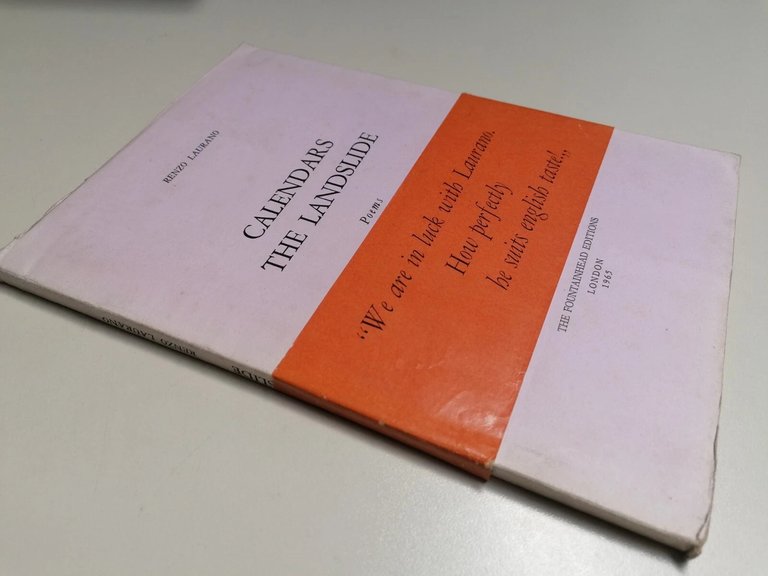 RENZO LAURANO
CALENDARS
THE LANDSLIDE
Poems
“We are in luck with Laurano.
How perfectly
he suits english taste!„
THE FOUNTAINHEAD EDITIONS
LONDON
1965
RENZO LAURANO
SLIDE